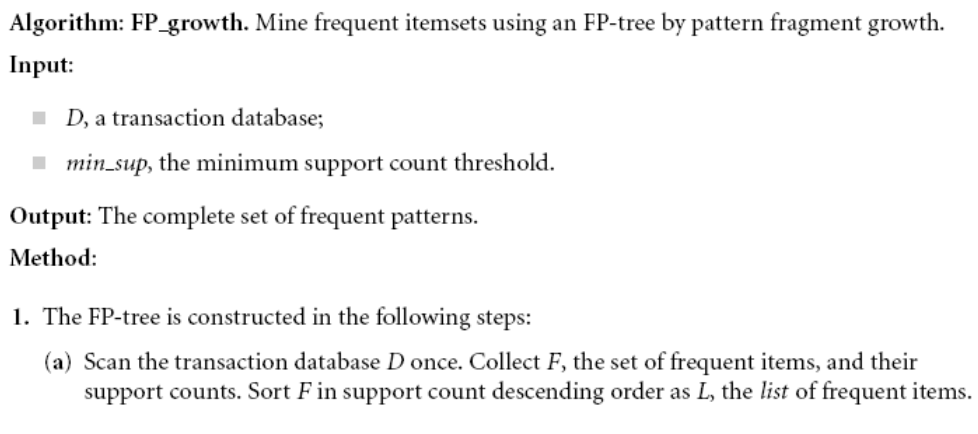 Algorithm: FP_growth. Mine frequent itemsets using an FP-tree by pattern fragment growth.
Input:
D, a transaction database;
min_sup, the minimum support count threshold.
Output: The complete set of frequent patterns.
Method:
1. The FP-tree is constructed in the following steps:
(a) Scan the transaction database D once. Collect F, the set of frequent items, and their
support counts. Sort F in support count descending order as L, the list of frequent items.